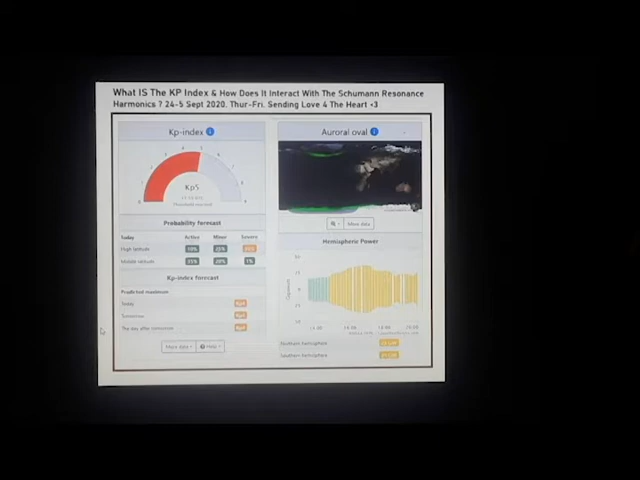 What IS The KP Index & How Does It Interact With The Schumann Resonance
Harmonics ? 24-5 Sept 2020. Thur-Fri. Sending Love 4 The Heart <3
Kp-index
Auroral oval
Kp5
Probability forecast
Today Active Minor Severe
High latitude
Middle latitude
Kp-index forecast
Predicted maximum
Today
Tomorrow
The day after tomorrow
More data
Help
More data
Hemispheric Power
Gigawatt
Northern hemisphere
Southern hemisphere